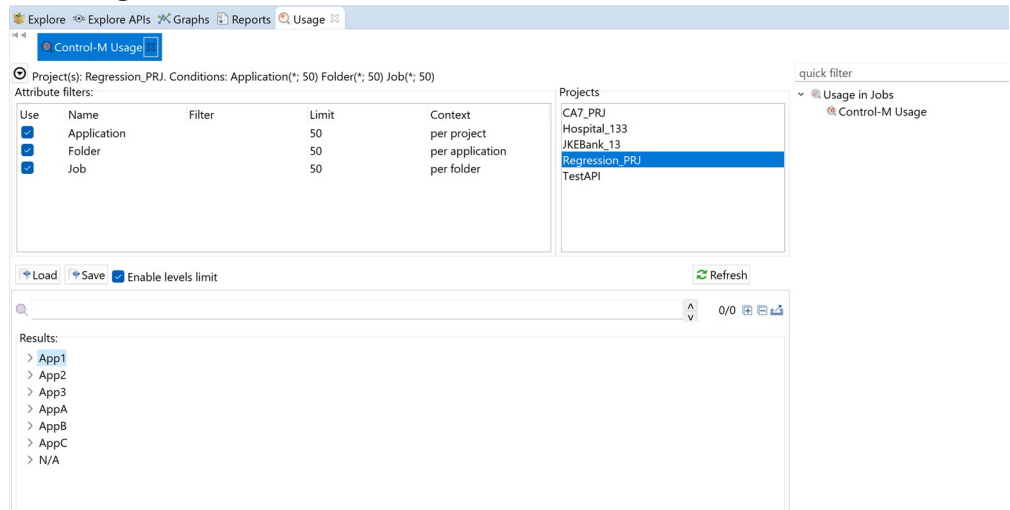 Explore Explore APIs Graphs Reports Usage
Control-M Usage
Project(s): Regression_PRJ. Conditions: Application(*; 50) Folder(*; 50) Job(*; 50)
Attribute filters:
Use Name Filter Limit Context
Application 50 per project
Folder 50 per application
Job 50 per folder
Projects
CA7_PRJ
Hospital_133
JKEBank_13
Regression_PRJ
TestAPI
quick filter
Usage in Jobs
Control-M Usage
Load Save Enable levels limit Refresh
0/0
Results:
App1
App2
App3
AppA
AppB
AppC
N/A